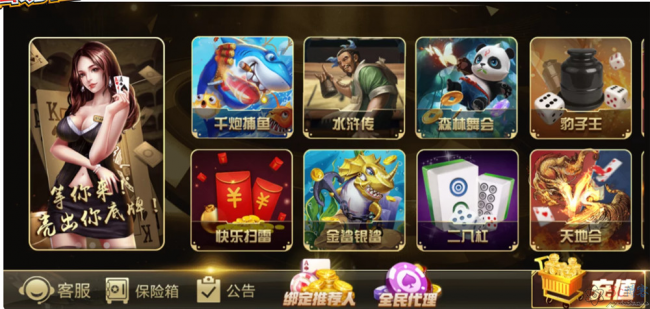 等你来
亮出你底牌!
千炮捕鱼
水浒传
森林舞会
豹子王
快乐扫雷
金鲨银鲨
二八杠
天地合
客服
保险箱
公告
绑定推荐人
全民代理
充值